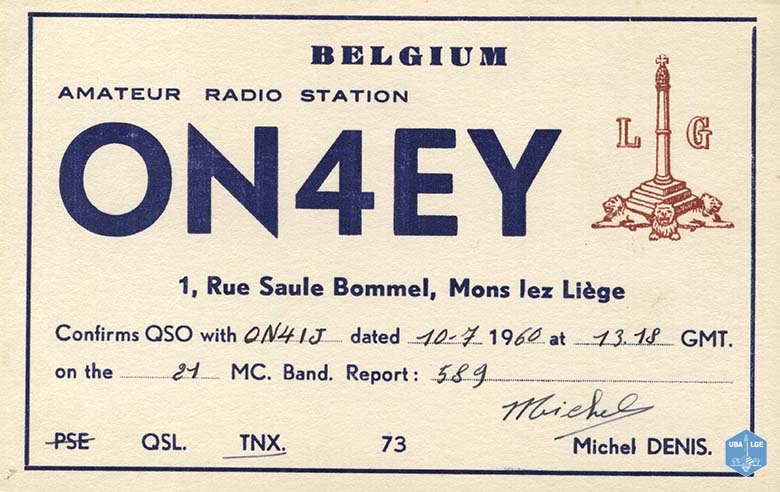 BELGIUM
AMATEUR RADIO STATION
L G
ON4EY
1, Rue Saule Bommel, Mons lez Liège
Confirms QSO with ON4IJ dated 10-7 1960 at 13.18 GMT.
on the 21 MC. Band. Report: 589
Michel
PSE QSL. TNX. 73 Michel DENIS.
UBA LGE